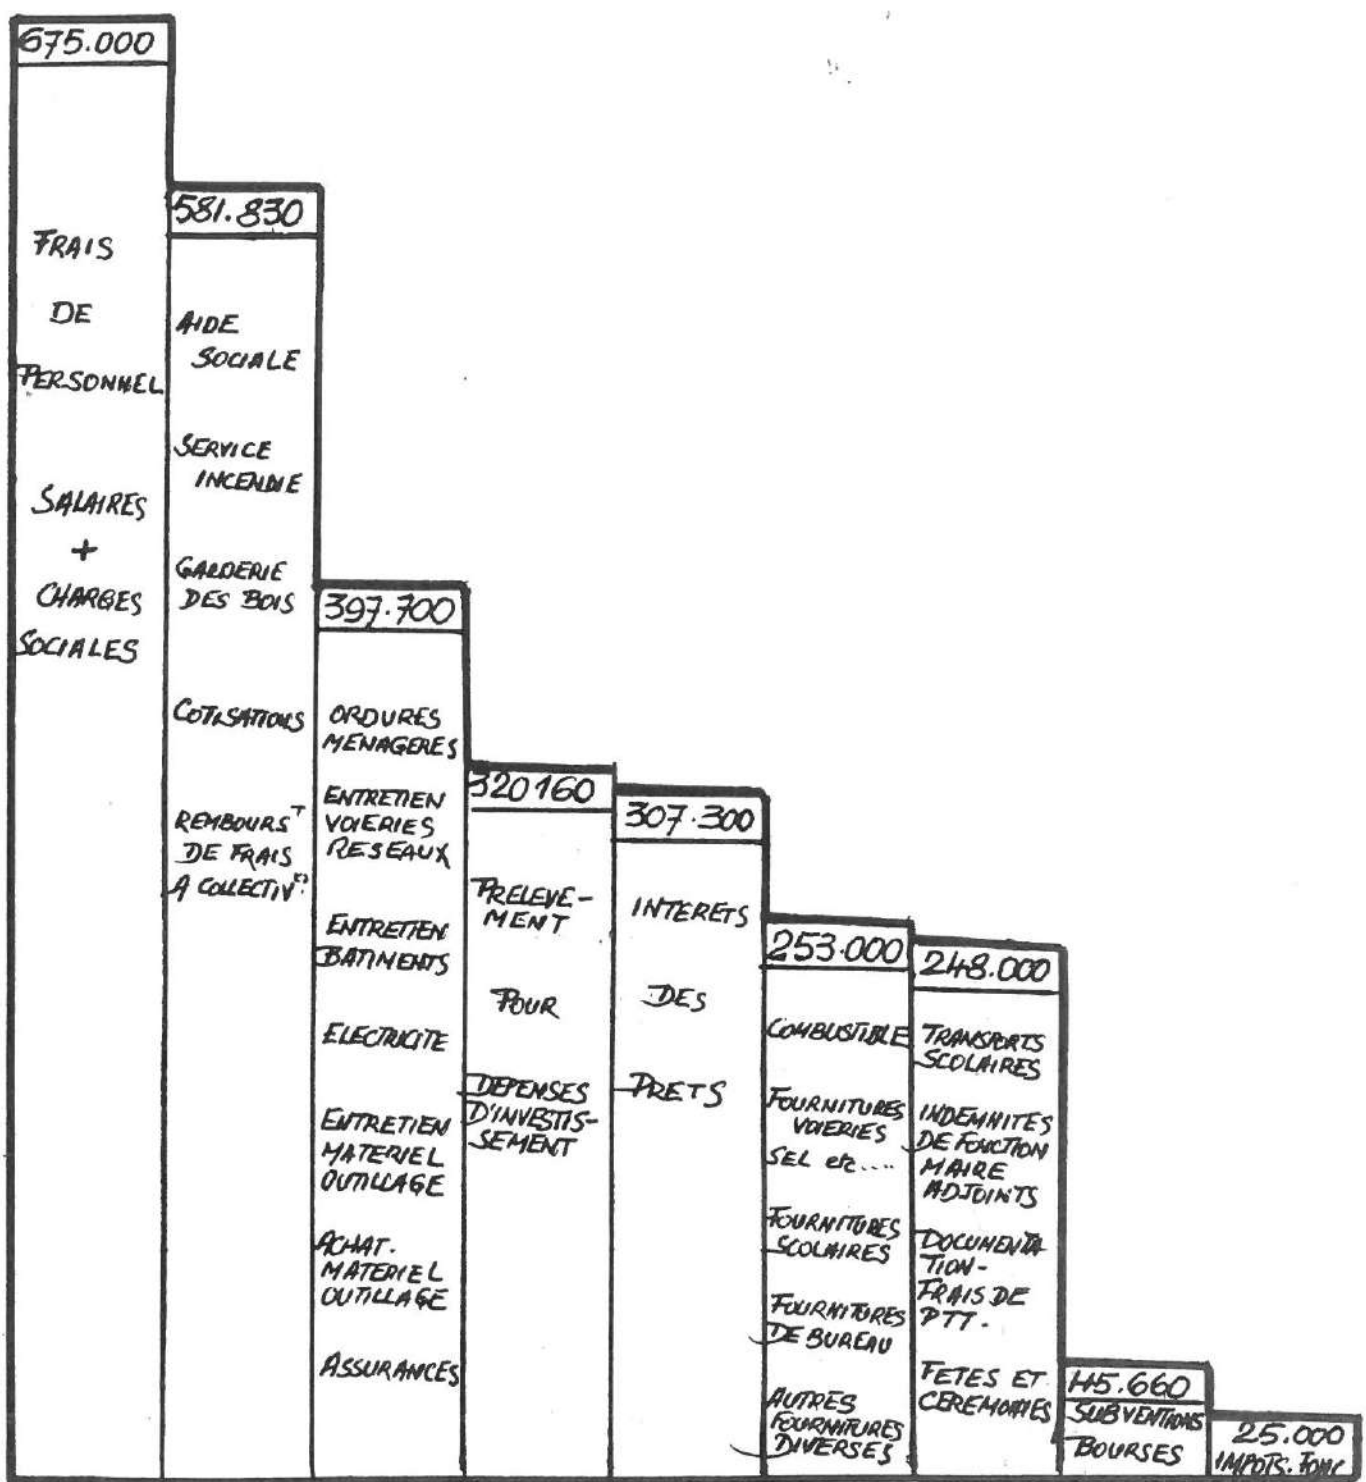 675.000
FRAIS
DE
PERSONNEL
SALAIRES
+
CHARGES
SOCIALES
581.830
AIDE
SOCIALE
SERVICE
INCENDIE
GARDERIE
DES BOIS
COTISATIONS
REMBOURS^T
DE FRAIS
A COLLECTIV^ES
397.700
ORDURES
MENAGERES
ENTRETIEN
VOIERIES
RESEAUX
ENTRETIEN
BATIMENTS
ELECTRICITE
ENTRETIEN
MATERIEL
OUTILLAGE
ACHAT.
MATERIEL
OUTILLAGE
ASSURANCES
320160
PRELEVE-
MENT
POUR
DEPENSES
D'INVESTIS-
SEMENT
307.300
INTERETS
DES
PRETS
253.000
COMBUSTIBLE
FOURNITURES
VOIERIES
SEL etc....
FOURNITURES
SCOLAIRES
FOURNITURES
DE BUREAU
AUTRES
FOURNITURES
DIVERSES
248.000
TRANSPORTS
SCOLAIRES
INDEMNITES
DE FONCTION
MAIRE
ADJOINTS
DOCUMENTA
TION-
FRAIS DE
PTT.
FETES ET
CEREMONIES
45.660
SUBVENTIONS
BOURSES
25.000
IMPOTS. FONC